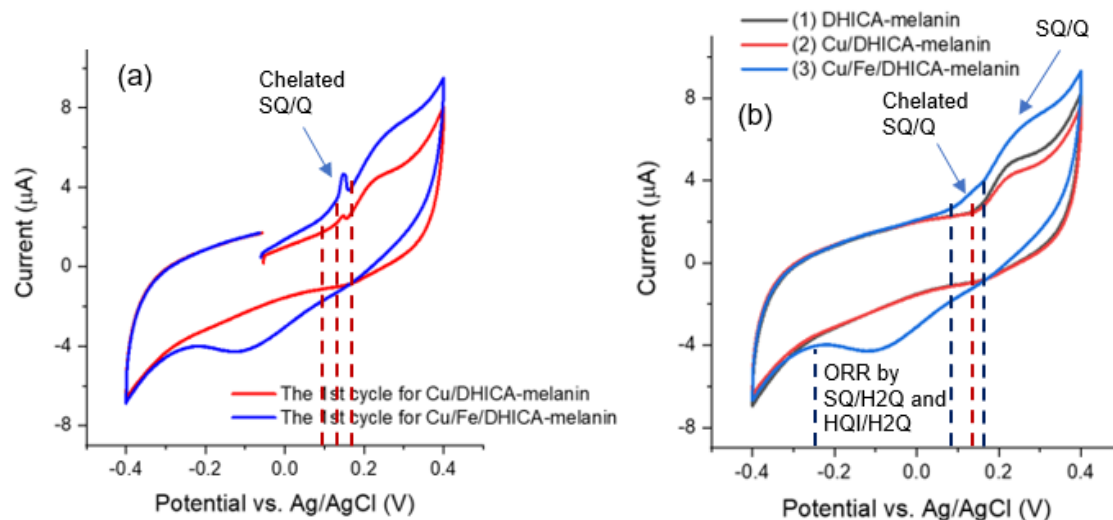 (a)
Chelated
SQ/Q
Current (μA)
8
4
0
-4
-8
-0.4
-0.2
0.0
0.2
0.4
Potential vs. Ag/AgCl (V)
The 1st cycle for Cu/DHICA-melanin
The 1st cycle for Cu/Fe/DHICA-melanin
(1) DHICA-melanin
(2) Cu/DHICA-melanin
(3) Cu/Fe/DHICA-melanin
SQ/Q
(b)
Chelated
SQ/Q
Current (μA)
8
4
0
-4
-8
ORR by
SQ/H2Q and
HQI/H2Q
-0.4
-0.2
0.0
0.2
0.4
Potential vs. Ag/AgCl (V)